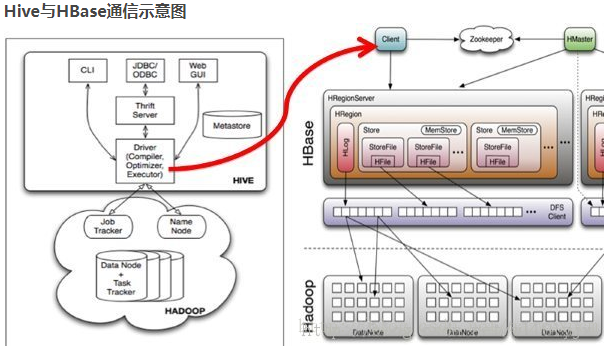 Hive与HBase通信示意图
CLI
JDBC/
ODBC
Web
GUI
Thrift
Server
Metastore
Driver
(Compiler,
Optimizer,
Executor)
HIVE
Job
Tracker
Name
Node
Data Node
+
Task
Tracker
HADOOP
Client
Zookeeper
HMaster
HBase
HRegionServer
HRegion
HLog
Store
MemStore
StoreFile
HFile
StoreFile
HFile
...
Store
MemStore
StoreFile
HFile
...
...
HLog
...
DFS
Client
Hadoop
DataNode
DataNode
DataNode